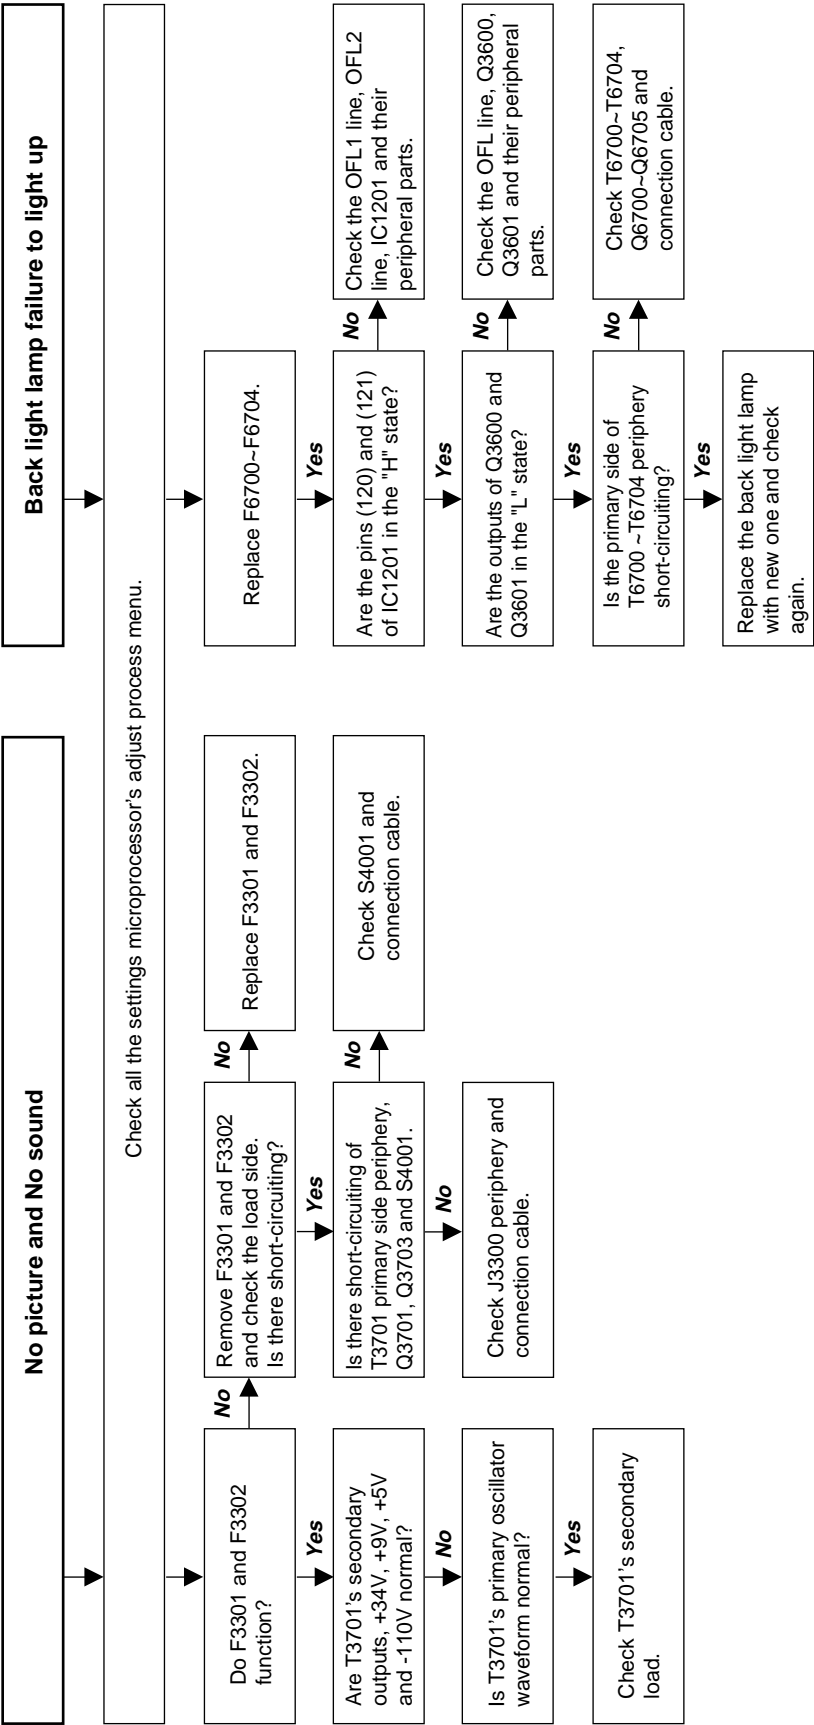 No picture and No sound
Back light lamp failure to light up
Check all the settings microprocessor's adjust process menu.
Do F3301 and F3302
function?
No
Remove F3301 and F3302
and check the load side.
Is there short-circuiting?
No
Replace F3301 and F3302.
Yes
Yes
Are T3701's secondary
outputs, +34V, +9V, +5V
and -110V normal?
Is there short-circuiting of
T3701 primary side periphery,
Q3701, Q3703 and S4001.
No
Check S4001 and
connection cable.
No
No
Is T3701's primary oscillator
waveform normal?
Check J3300 periphery and
connection cable.
Yes
Check T3701's secondary
load.
Replace F6700~F6704.
Yes
Are the pins (120) and (121)
of IC1201 in the "H" state?
No
Check the OFL1 line, OFL2
line, IC1201 and their
peripheral parts.
Yes
Are the outputs of Q3600 and
Q3601 in the "L" state?
No
Check the OFL line, Q3600,
Q3601 and their peripheral
parts.
Yes
Is the primary side of
T6700 ~T6704 periphery
short-circuiting?
No
Check T6700~T6704,
Q6700~Q6705 and
connection cable.
Yes
Replace the back light lamp
with new one and check
again.